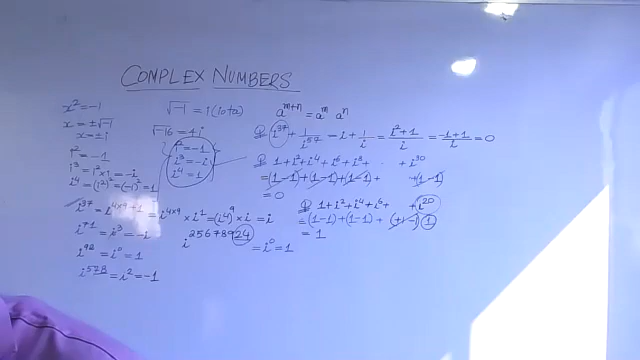 COMPLEX NUMBERS
x² = -1
x = ±√-1
x = ±i
i² = -1
i³ = i² × i = -i
i⁴ = (i²)² = (-1)² = 1
i³⁷ = i⁴ˣ⁹⁺¹ = i⁴ˣ⁹ × i¹ = (i⁴)⁹ × i = i
i⁷¹ = i³ = -i
i⁹² = i⁰ = 1
i⁵⁷⁸ = i² = -1
√-1 = i (iota)
√-16 = 4i
i² = -1
i³ = -i
i⁴ = 1
i²⁵⁶⁷⁸⁹²⁴ = i⁰ = 1
aᵐ⁺ⁿ = aᵐ aⁿ
Q i³⁷ + 1/i⁶⁷ = i + 1/i = (i²+1)/i = (-1+1)/i = 0
Q 1 + i² + i⁴ + i⁶ + i⁸ + . . . + i³⁰
= (1-1) + (1-1) + (1-1) + +(1-1)
= 0
Q 1 + i² + i⁴ + i⁶ + + i²⁰
= (1-1) + (1-1) + (1-1) 1
= 1